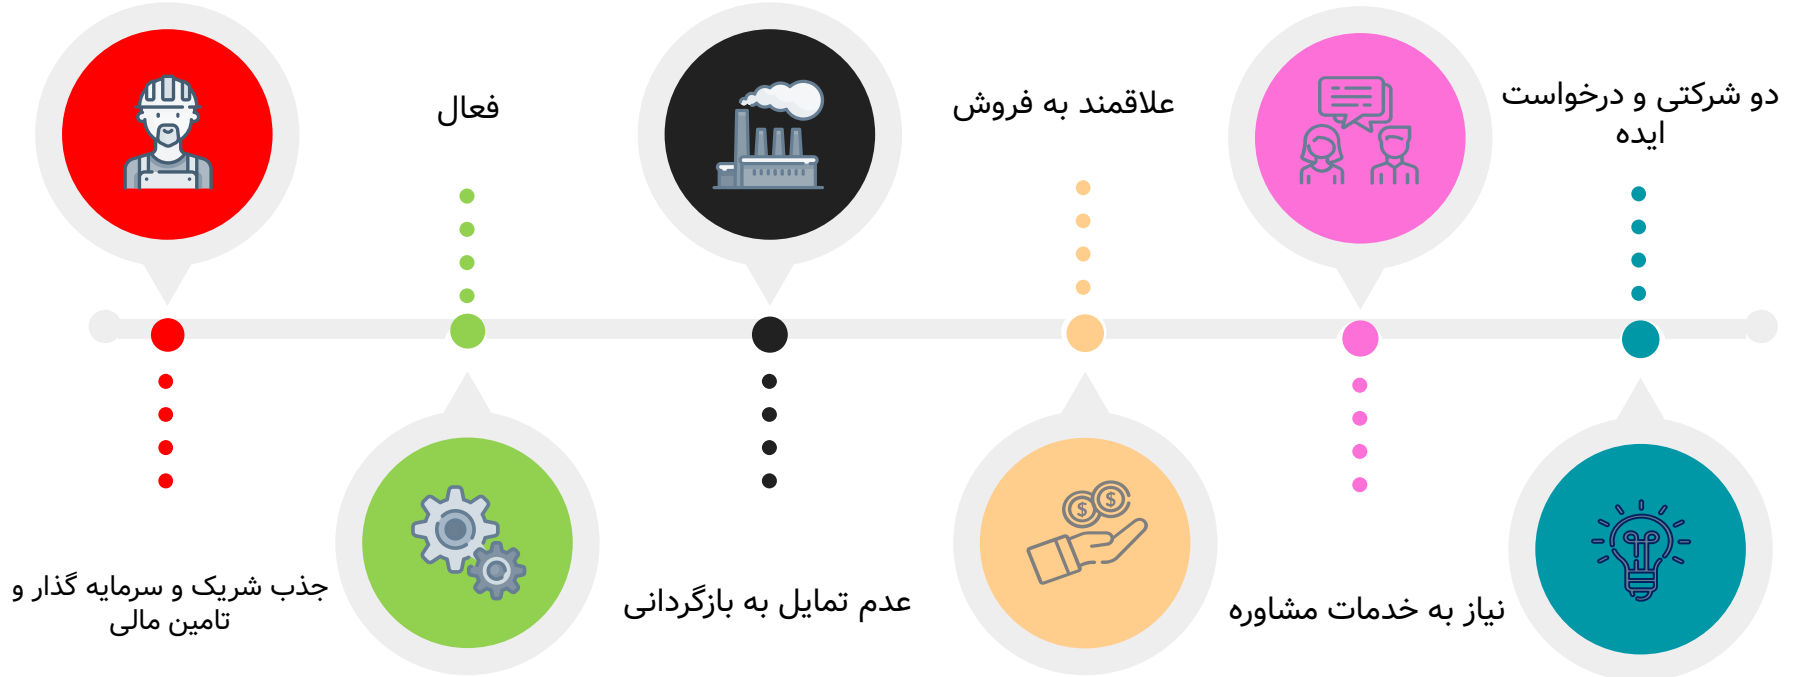 دو شرکتی و درخواست
ایده
نیاز به خدمات مشاوره
علاقمند به فروش
عدم تمایل به بازگردانی
فعال
جذب شریک و سرمایه گذار و
تامین مالی
$
$